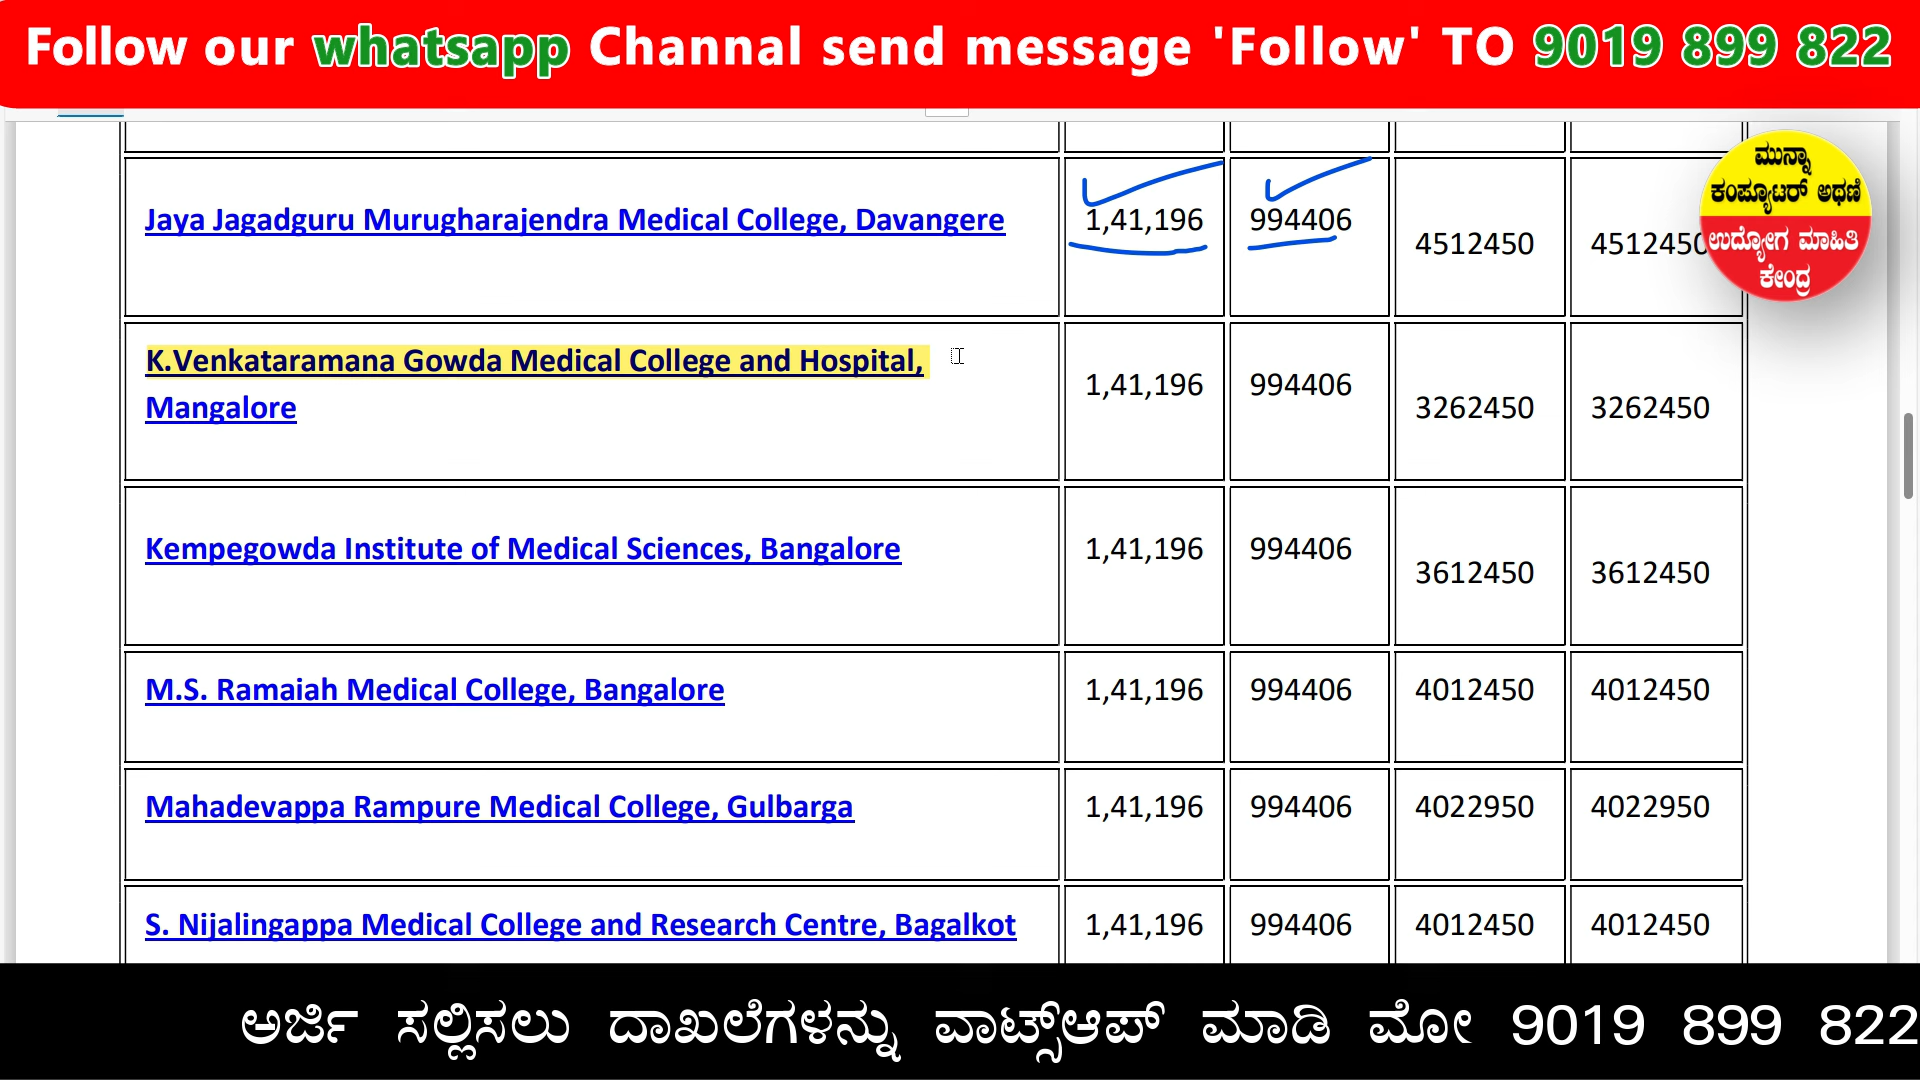 Follow our whatsapp Channal send message 'Follow' TO 9019 899 822
ಮುನ್ನಾ
ಕಂಪ್ಯೂಟರ್ ಅಥಣಿ
ಉದ್ಯೋಗ ಮಾಹಿತಿ
ಕೇಂದ್ರ
Jaya Jagadguru Murugharajendra Medical College, Davangere 1,41,196 994406 4512450 4512450
K.Venkataramana Gowda Medical College and Hospital,
Mangalore 1,41,196 994406 3262450 3262450
Kempegowda Institute of Medical Sciences, Bangalore 1,41,196 994406 3612450 3612450
M.S. Ramaiah Medical College, Bangalore 1,41,196 994406 4012450 4012450
Mahadevappa Rampure Medical College, Gulbarga 1,41,196 994406 4022950 4022950
S. Nijalingappa Medical College and Research Centre, Bagalkot 1,41,196 994406 4012450 4012450
ಅರ್ಜಿ ಸಲ್ಲಿಸಲು ದಾಖಲೆಗಳನ್ನು ವಾಟ್ಸ್ಆಪ್ ಮಾಡಿ ಮೋ 9019 899 822